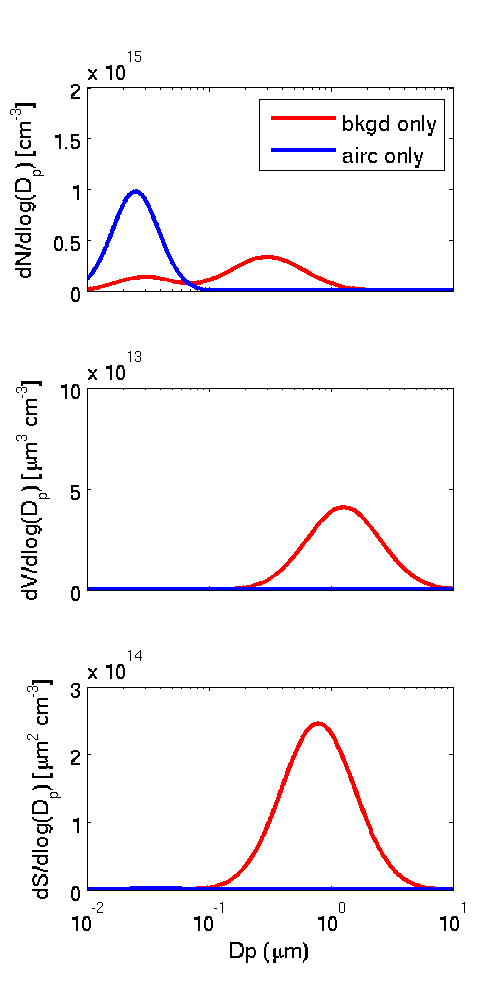 x 10^15
2
1.5
1
0.5
0
dN/dlog(D_p) [cm^-3]
bkgd only
airc only
x 10^13
10
5
0
dV/dlog(D_p) [μm^3 cm^-3]
x 10^14
3
2
1
0
dS/dlog(D_p) [μm^2 cm^-3]
10^-2 10^-1 10^0 10^1
Dp (μm)